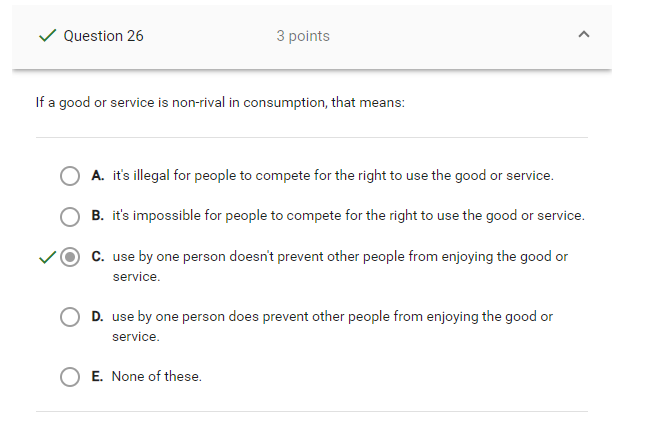 Question 26 3 points
If a good or service is non-rival in consumption, that means:
A. it's illegal for people to compete for the right to use the good or service.
B. it's impossible for people to compete for the right to use the good or service.
C. use by one person doesn't prevent other people from enjoying the good or
service.
D. use by one person does prevent other people from enjoying the good or
service.
E. None of these.